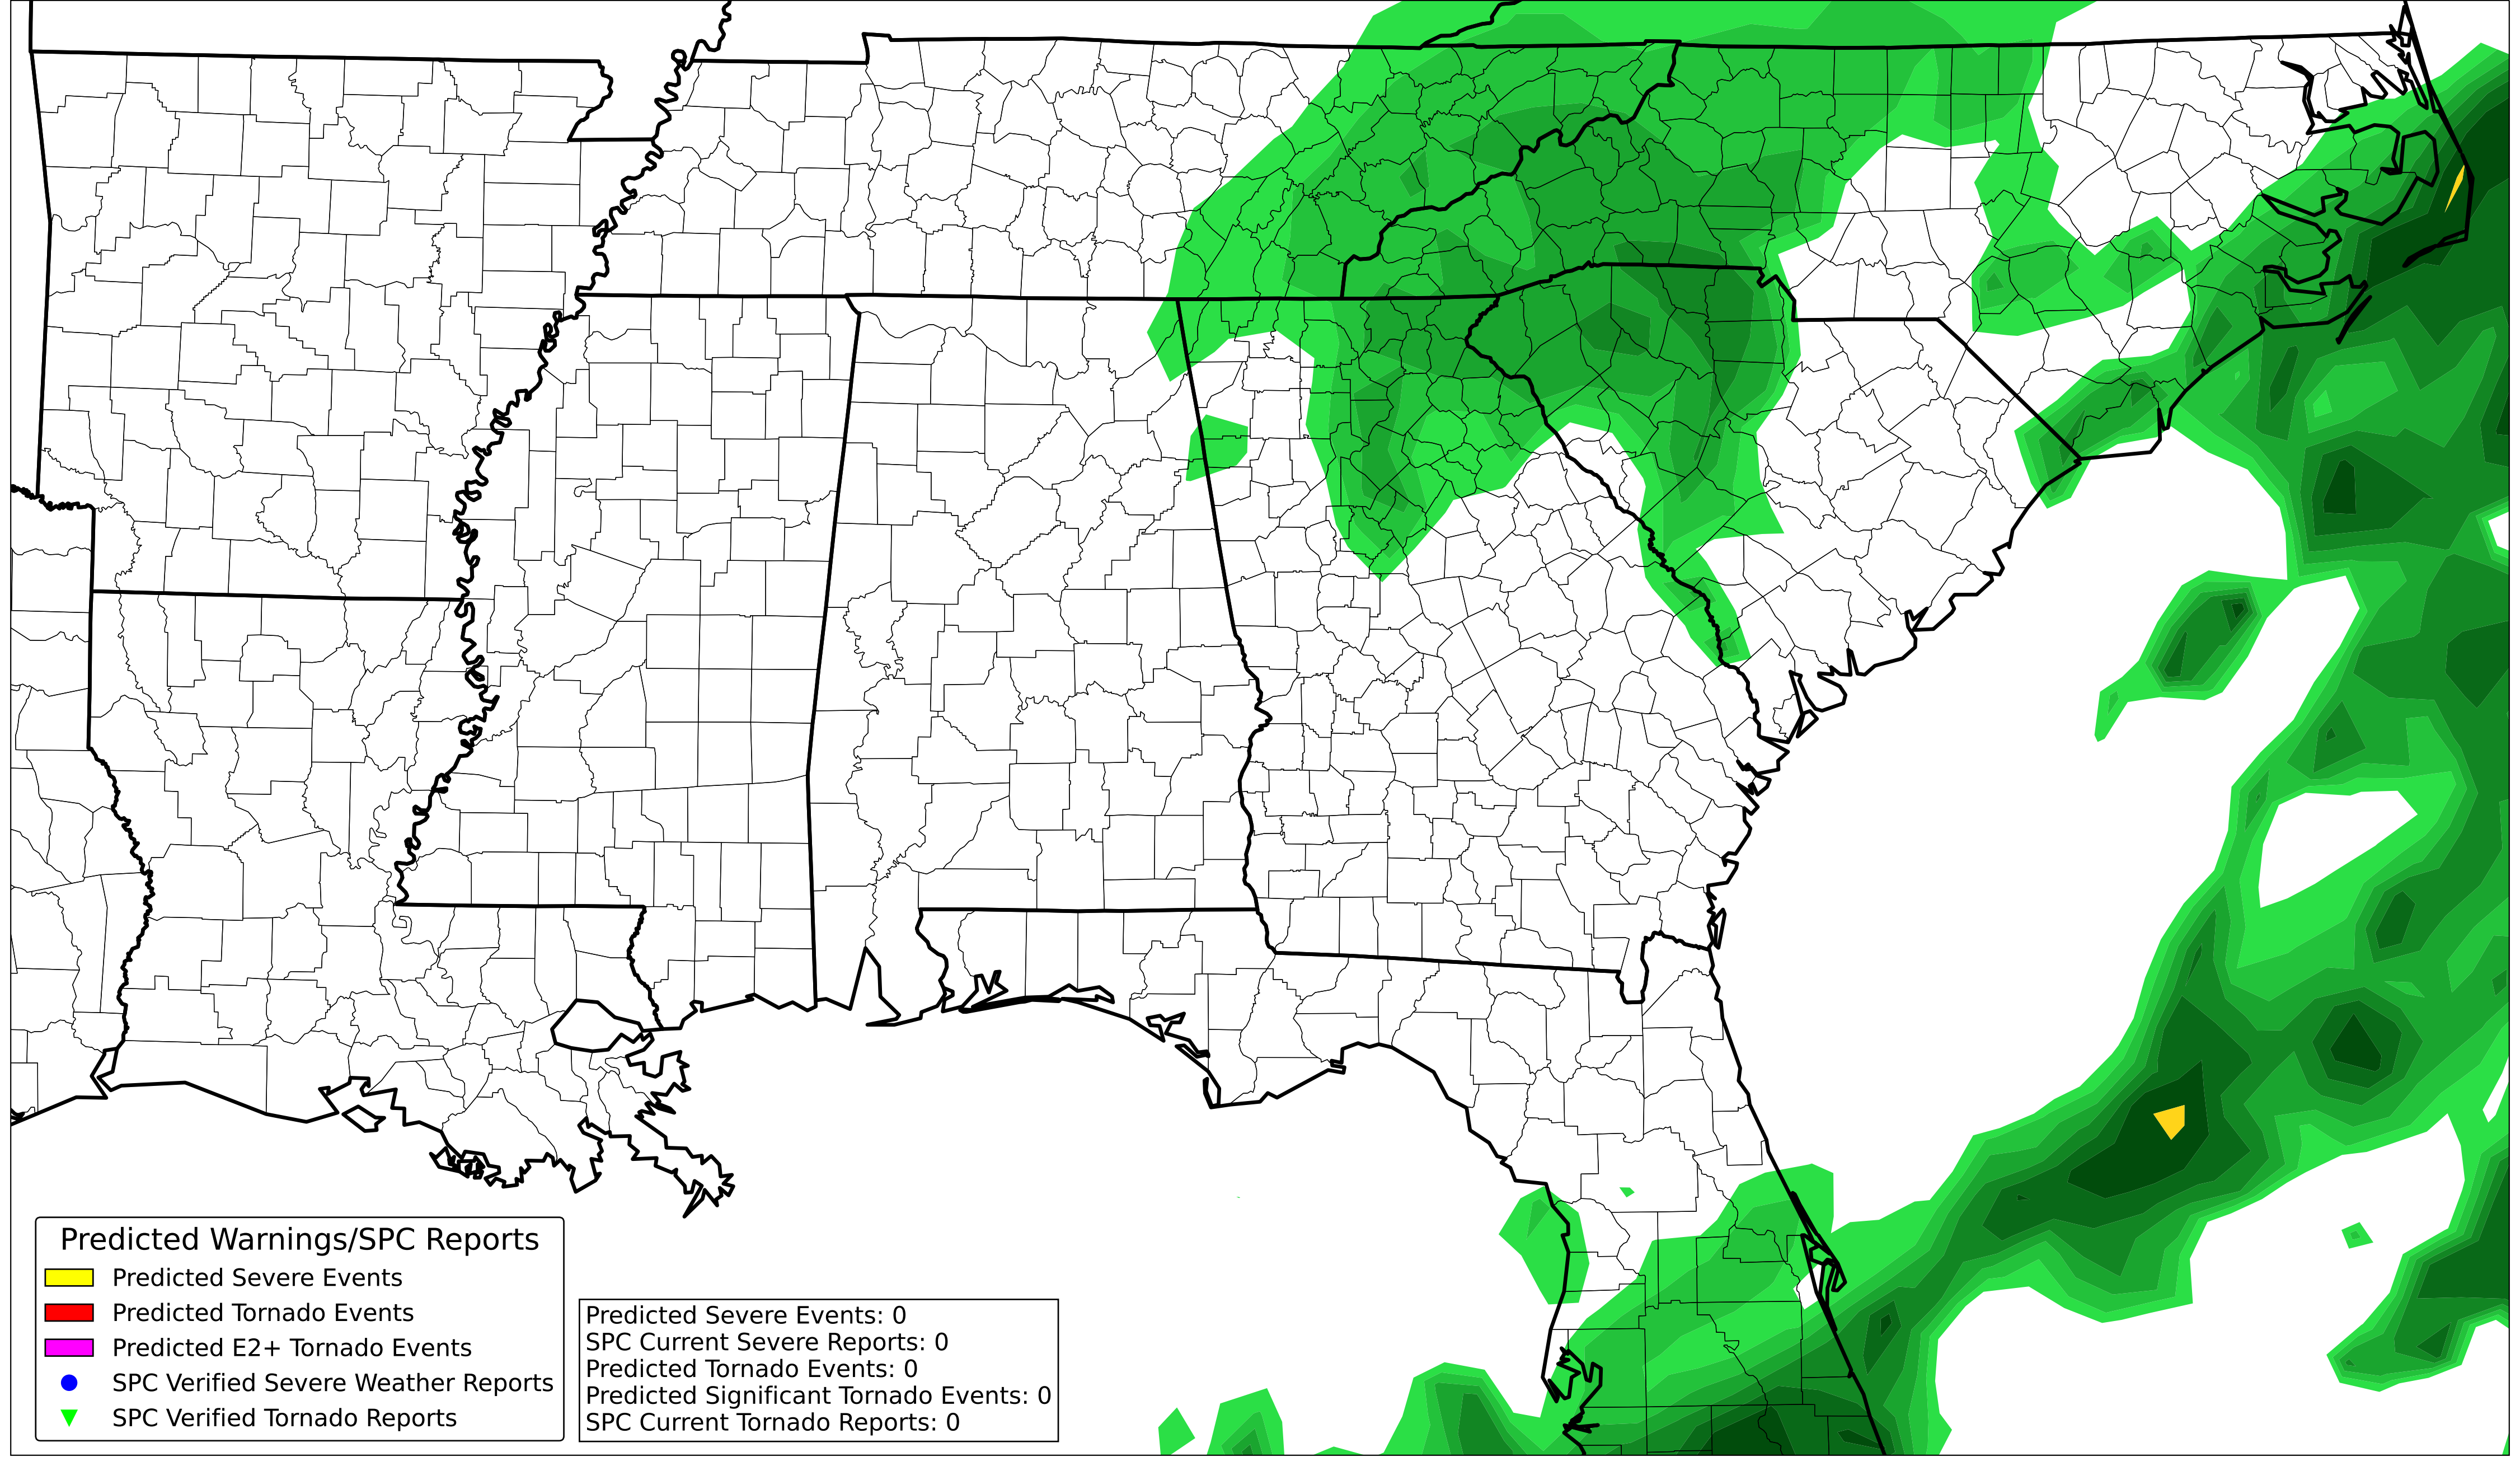 Predicted Warnings/SPC Reports
Predicted Severe Events
Predicted Tornado Events
Predicted E2+ Tornado Events
SPC Verified Severe Weather Reports
SPC Verified Tornado Reports
Predicted Severe Events: 0
SPC Current Severe Reports: 0
Predicted Tornado Events: 0
Predicted Significant Tornado Events: 0
SPC Current Tornado Reports: 0